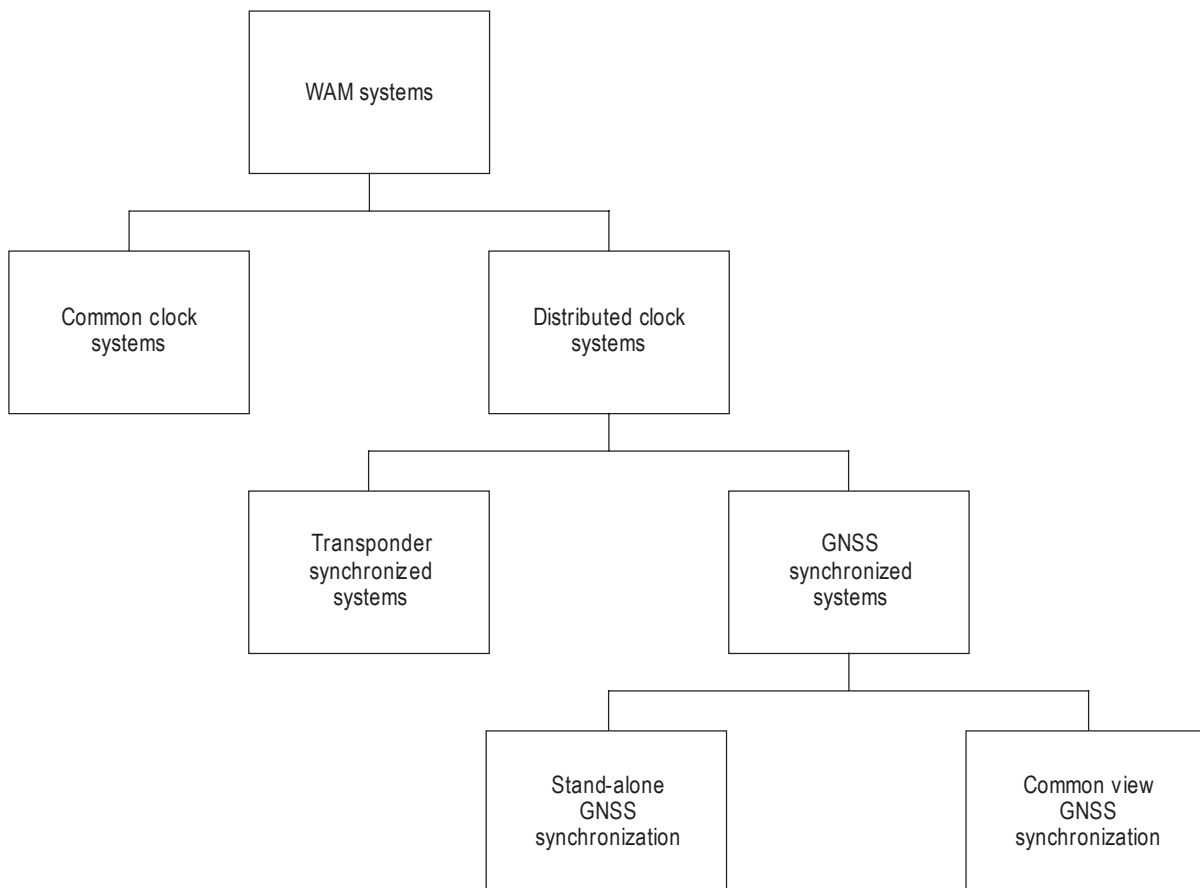 WAM systems
Common clock
systems
Distributed clock
systems
Transponder
synchronized
systems
GNSS
synchronized
systems
Stand-alone
GNSS
synchronization
Common view
GNSS
synchronization